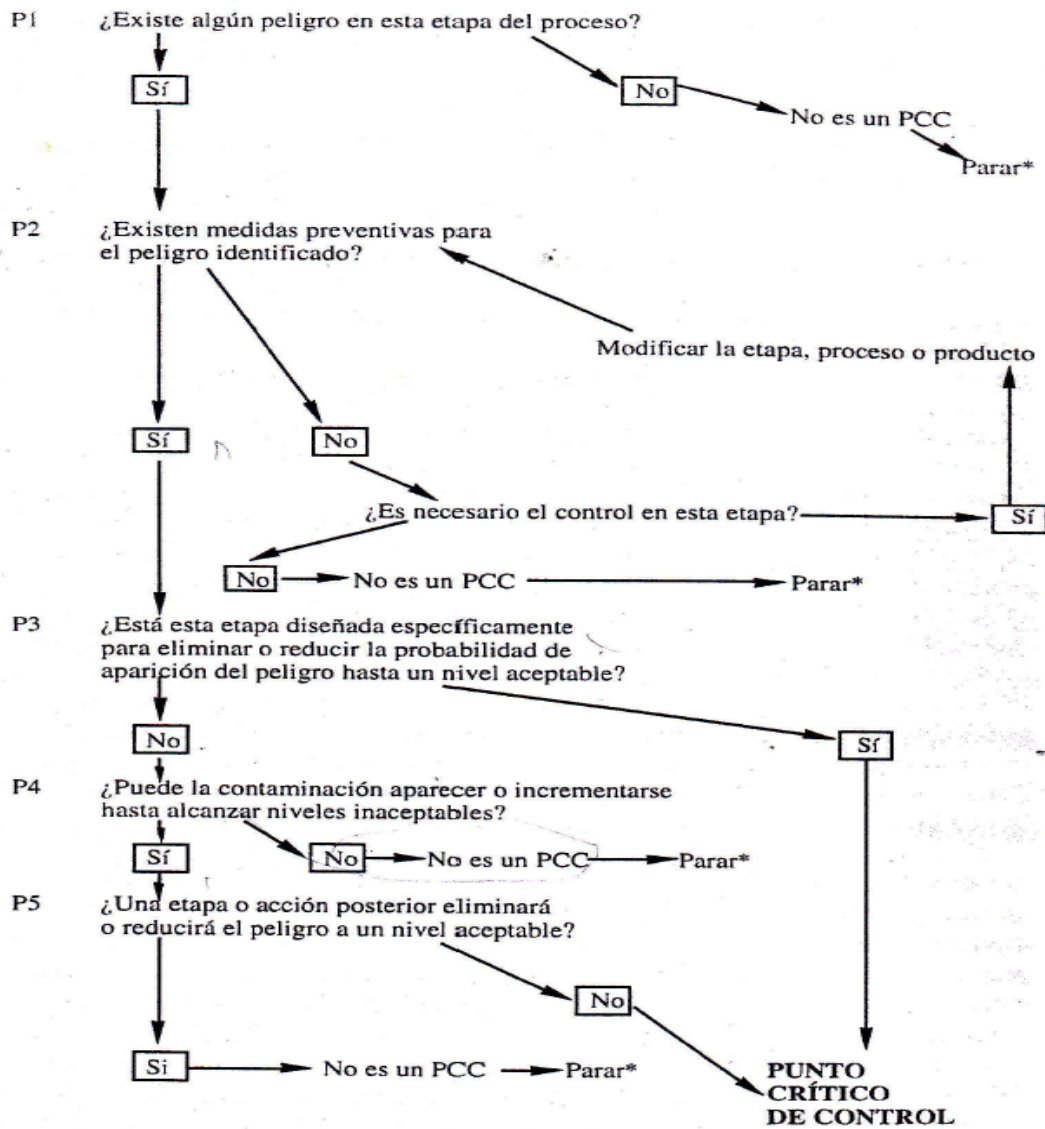 P1 ¿Existe algún peligro en esta etapa del proceso?
Sí
No
No es un PCC
Parar*
P2 ¿Existen medidas preventivas para
el peligro identificado?
Modificar la etapa, proceso o producto
Sí
No
¿Es necesario el control en esta etapa?
Sí
No
No es un PCC
Parar*
P3 ¿Está esta etapa diseñada específicamente
para eliminar o reducir la probabilidad de
aparición del peligro hasta un nivel aceptable?
No
Sí
P4 ¿Puede la contaminación aparecer o incrementarse
hasta alcanzar niveles inaceptables?
Sí
No
No es un PCC
Parar*
P5 ¿Una etapa o acción posterior eliminará
o reducirá el peligro a un nivel aceptable?
No
Sí
No es un PCC
Parar*
PUNTO
CRÍTICO
DE CONTROL